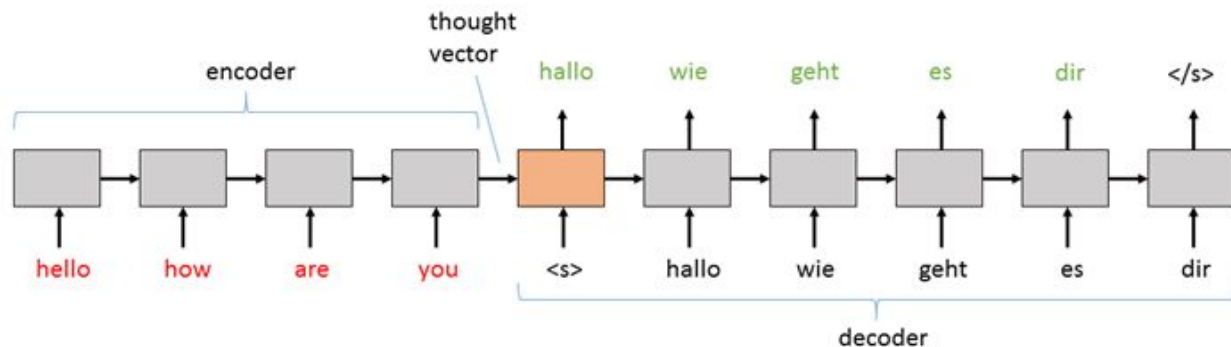 thought
vector
encoder
hallo wie geht es dir </s>
hello how are you <s> hallo wie geht es dir
decoder